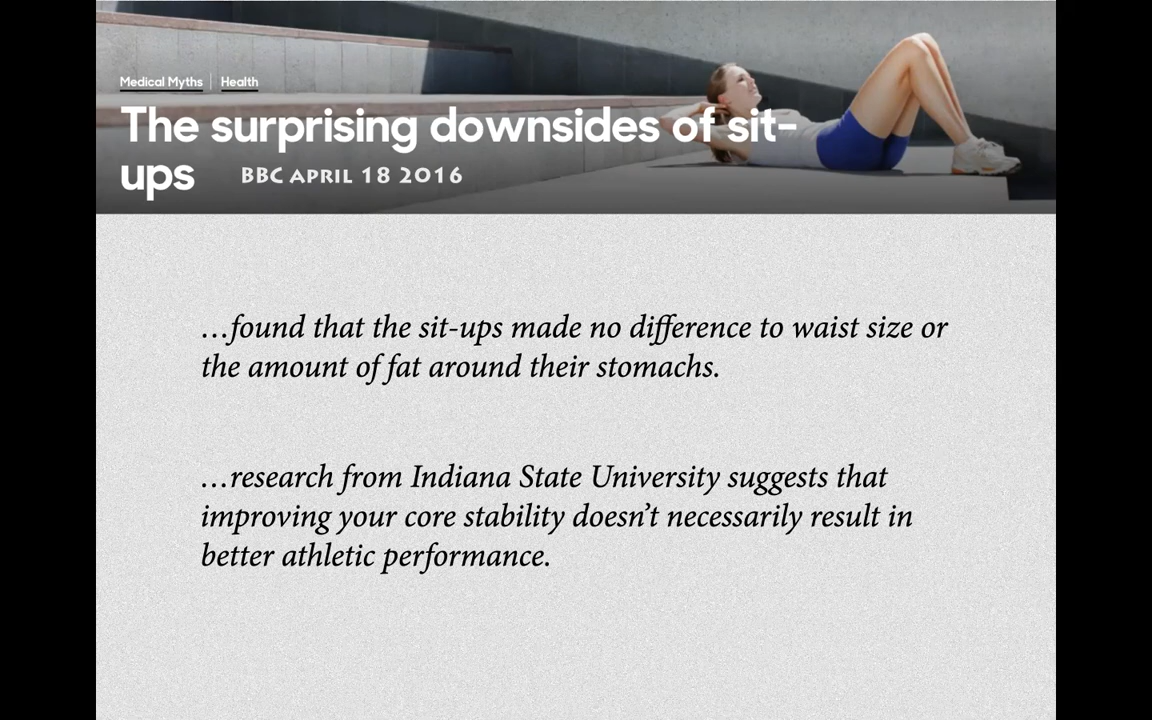 Medical Myths | Health
The surprising downsides of sit-
ups
BBC APRIL 18 2016
…found that the sit-ups made no difference to waist size or
the amount of fat around their stomachs.
…research from Indiana State University suggests that
improving your core stability doesn’t necessarily result in
better athletic performance.